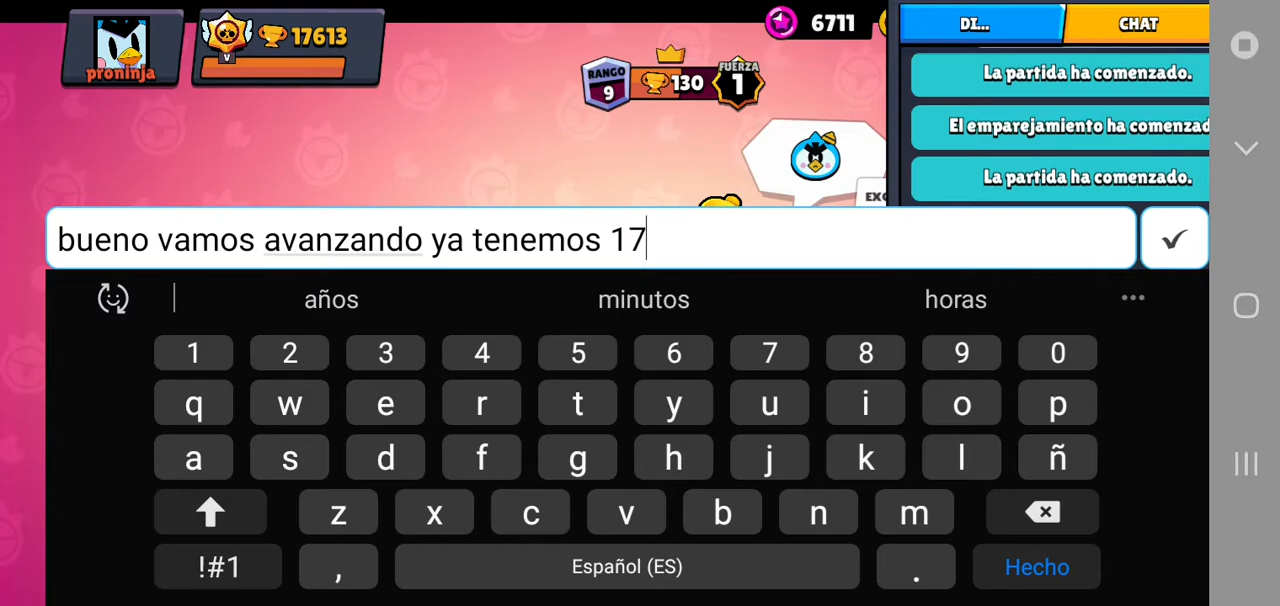 proninja
V
17613
RANGO
9
130
FUERZA
1
6711
DI...
CHAT
La partida ha comenzado.
El emparejamiento ha comenzad
La partida ha comenzado.
bueno vamos avanzando ya tenemos 17
años minutos horas
1 2 3 4 5 6 7 8 9 0
q w e r t y u i o p
a s d f g h j k l ñ
z x c v b n m
!#1 , Español (ES) . Hecho